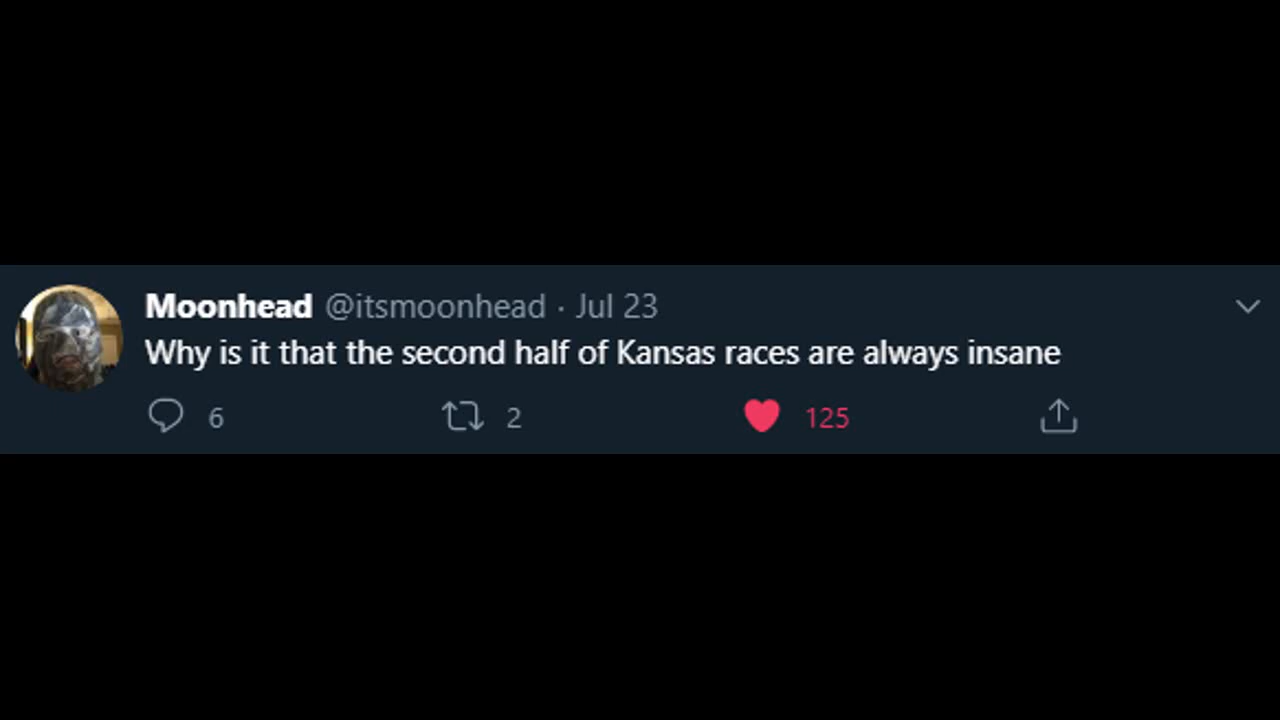 Moonhead @itsmoonhead · Jul 23
Why is it that the second half of Kansas races are always insane
6 2 125